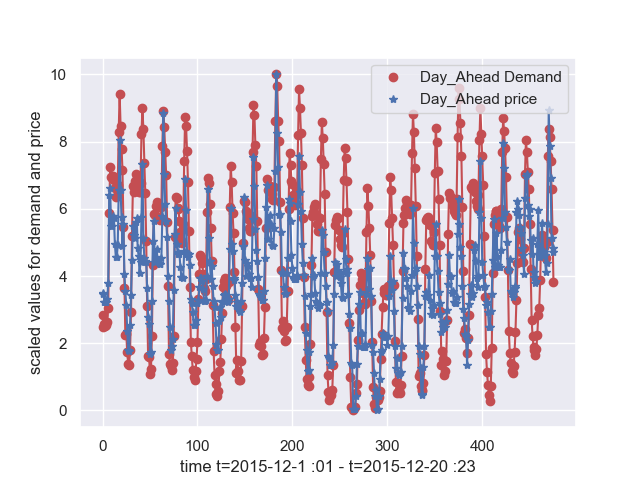 Day_Ahead Demand
Day_Ahead price
scaled values for demand and price
10
8
6
4
2
0
0 100 200 300 400
time t=2015-12-1 :01 - t=2015-12-20 :23